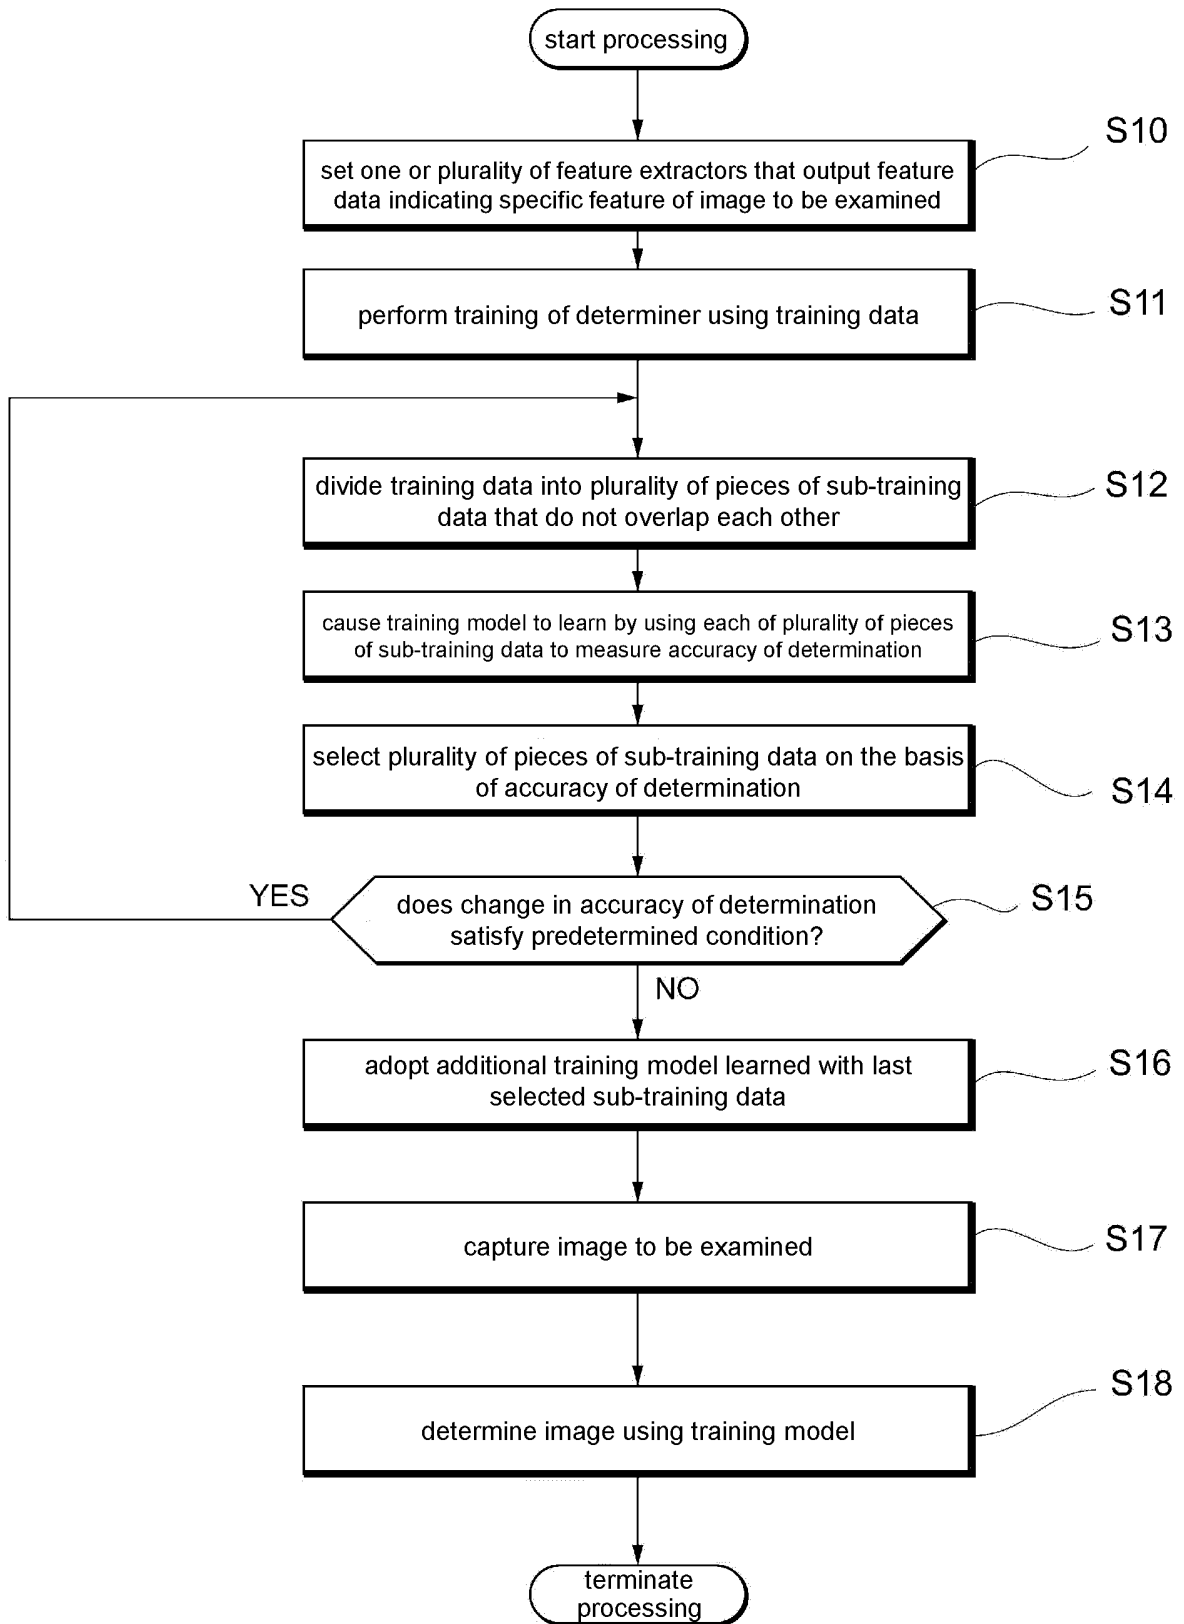 start processing
S10
set one or plurality of feature extractors that output feature
data indicating specific feature of image to be examined
S11
perform training of determiner using training data
S12
divide training data into plurality of pieces of sub-training
data that do not overlap each other
S13
cause training model to learn by using each of plurality of pieces
of sub-training data to measure accuracy of determination
S14
select plurality of pieces of sub-training data on the basis
of accuracy of determination
YES
S15
does change in accuracy of determination
satisfy predetermined condition?
NO
S16
adopt additional training model learned with last
selected sub-training data
S17
capture image to be examined
S18
determine image using training model
terminate
processing